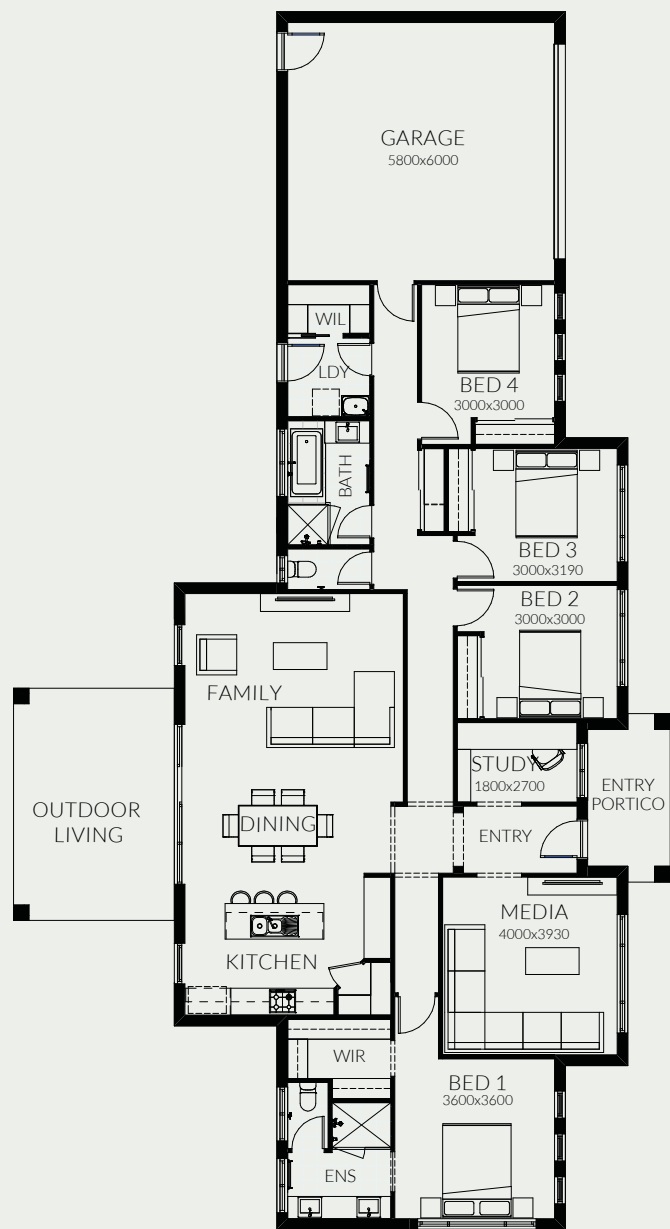 GARAGE
5800x6000
WIL
LDY
BED 4
3000x3000
BATH
BED 3
3000x3190
BED 2
3000x3000
FAMILY
STUDY
1800x2700
OUTDOOR
LIVING
DINING
ENTRY
ENTRY
PORTICO
MEDIA
4000x3930
KITCHEN
WIR
BED 1
3600x3600
ENS